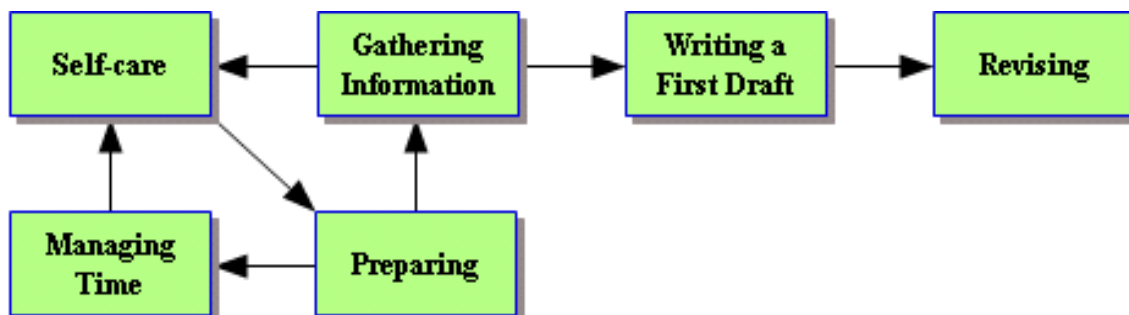 Self-care
Gathering
Information
Writing a
First Draft
Revising
Managing
Time
Preparing